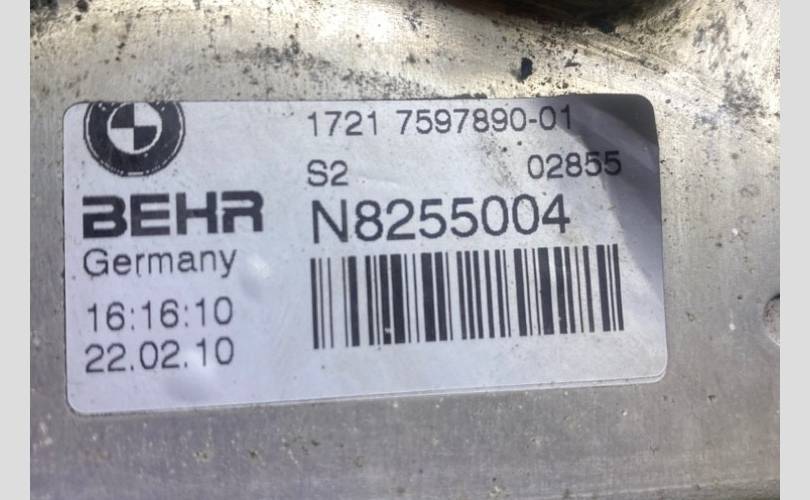 1721 7597890-01
S2 02855
BEHR N8255004
Germany
16:16:10
22.02.10